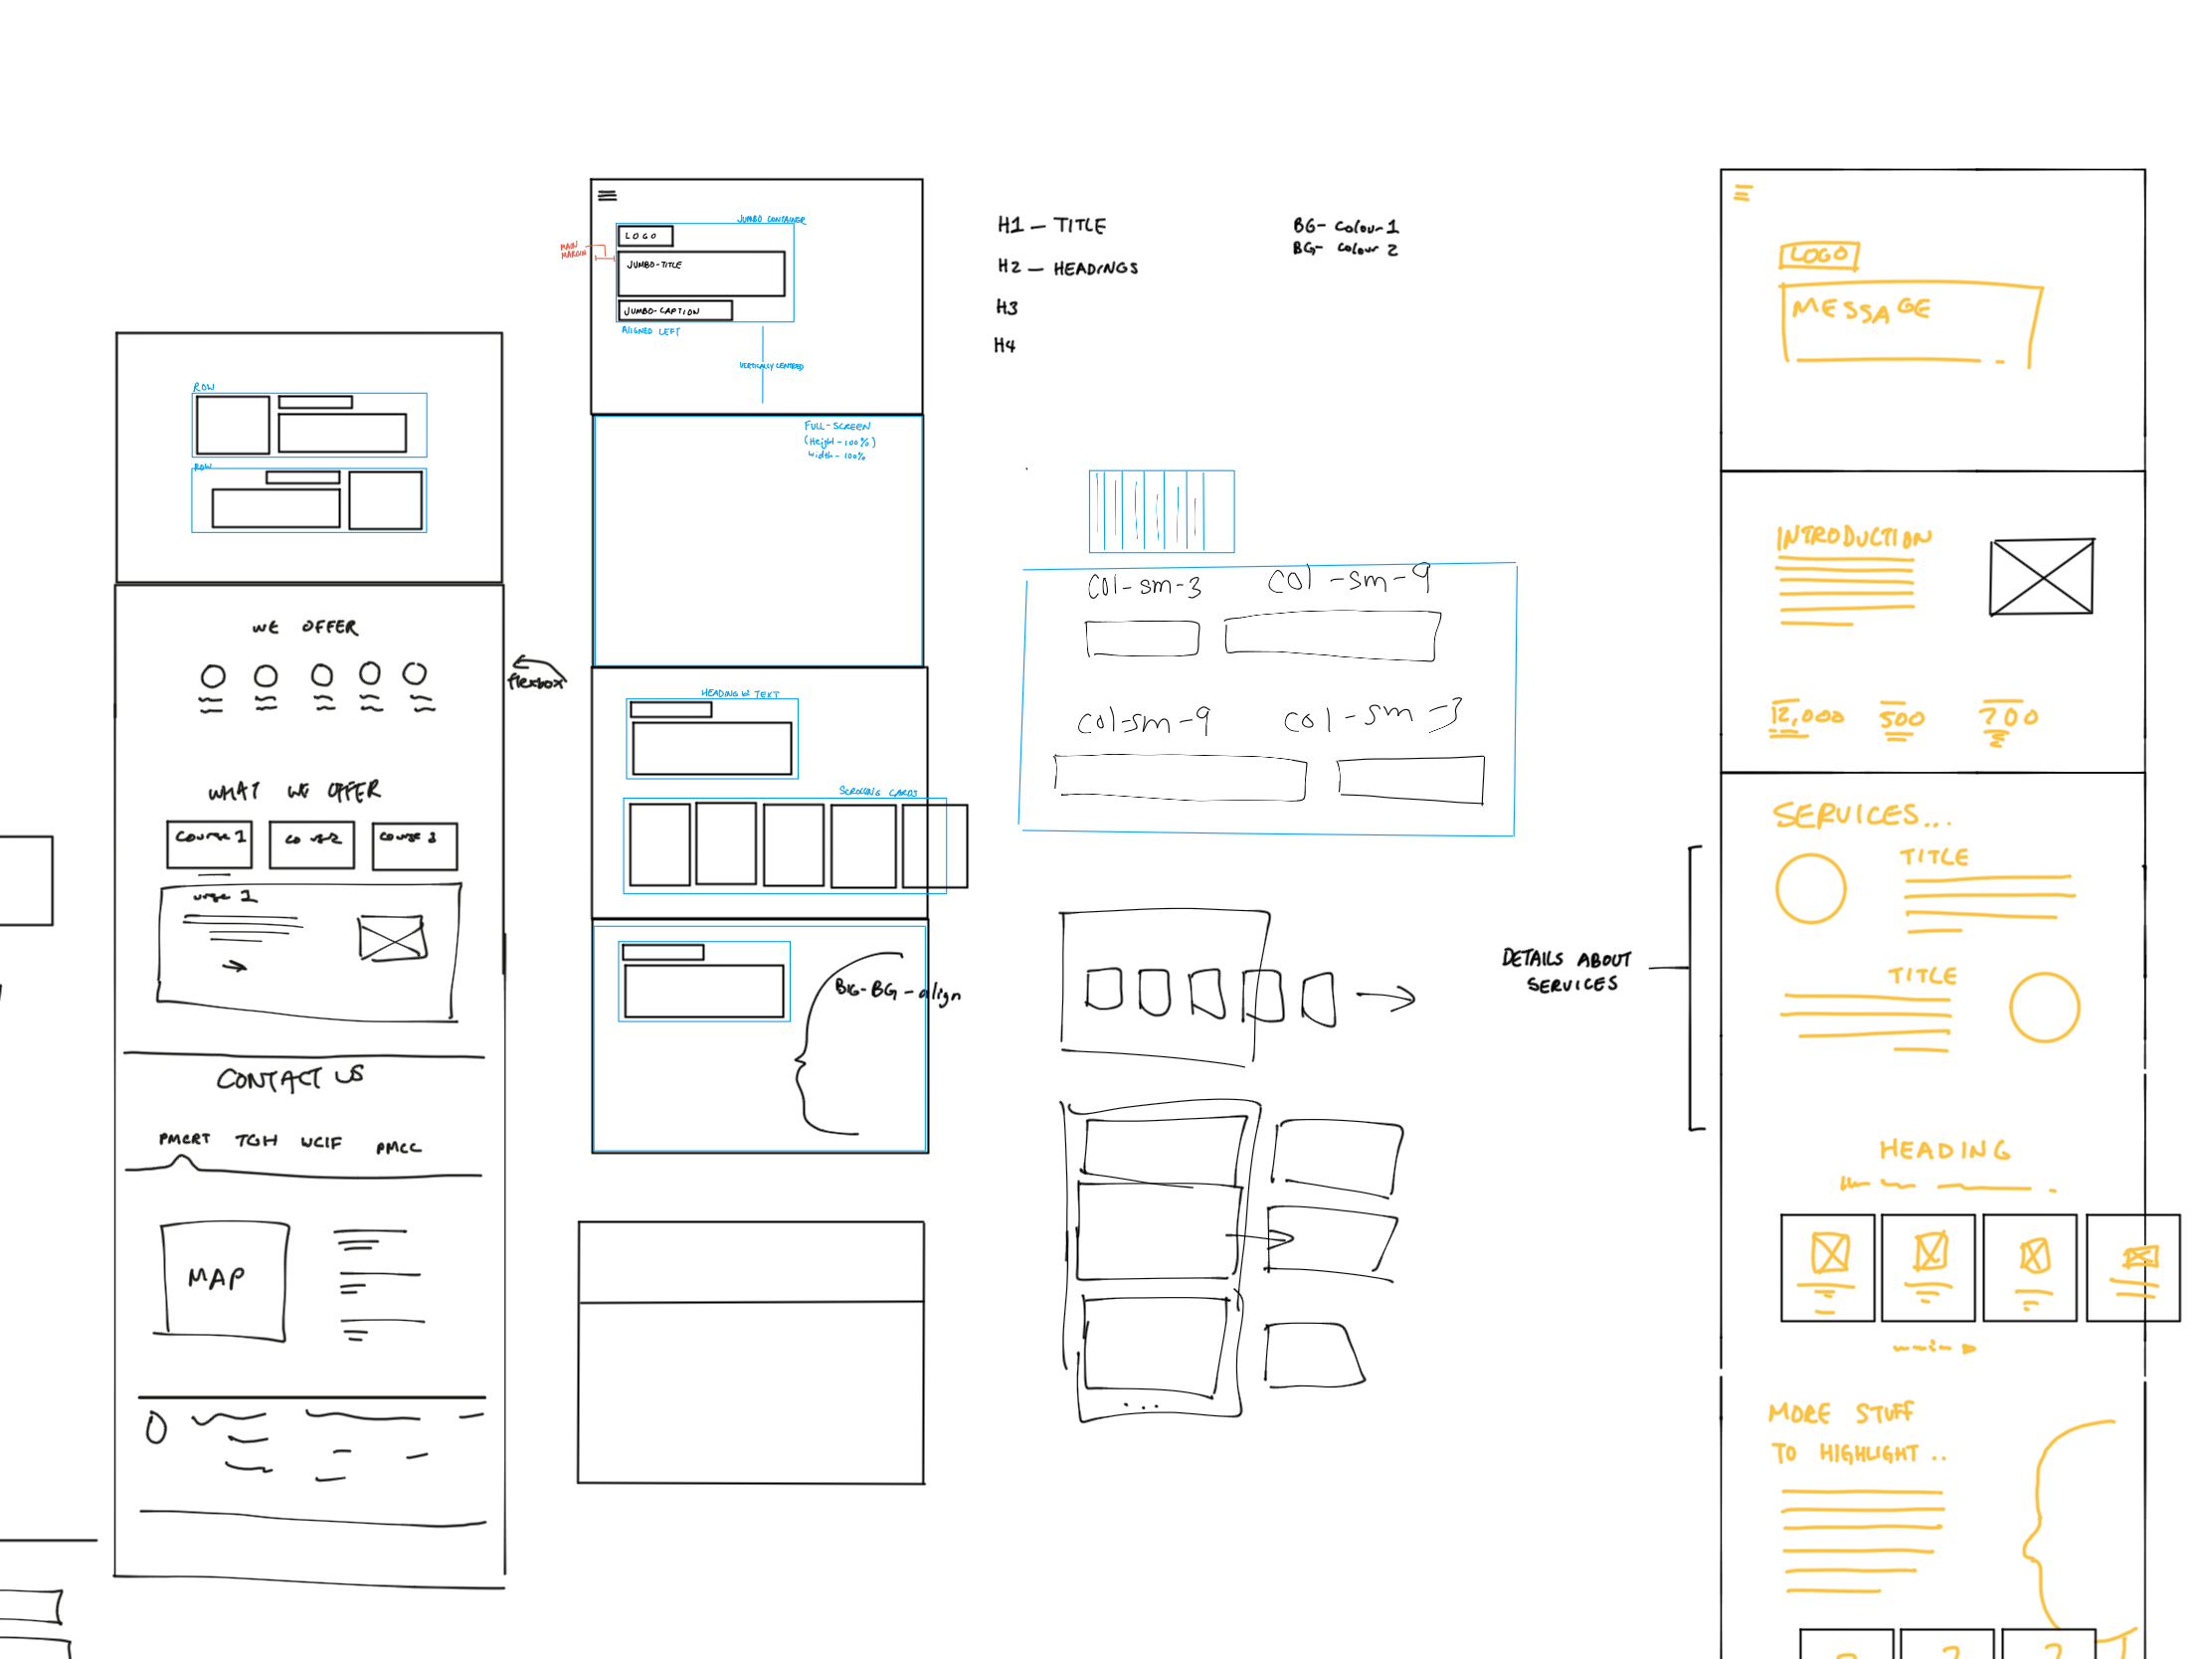 ROW
ROW
WE OFFER
WHAT WE OFFER
COURSE 1
COURSE 3
urse 1
CONTACT US
PMCRT TGH WCIF PMCC
MAP
flexbox
JUMBO CONTAINER
MAIN
MARGIN
LOGO
JUMBO-TITLE
JUMBO-CAPTION
ALIGNED LEFT
VERTICALLY CENTRED
FULL-SCREEN
(Height-100%)
Width-100%
HEADING W TEXT
SCROLLING CARDS
BIG-BG-align
H1 — TITLE
H2 — HEADINGS
H3
H4
BG- Colour 1
BG- colour 2
col-sm-3 col-sm-9
col-sm-9 col-sm-3
DETAILS ABOUT
SERVICES
LOGO
MESSAGE
INTRODUCTION
12,000 500 700
SERVICES...
TITLE
TITLE
HEADING
MORE STUFF
TO HIGHLIGHT ..